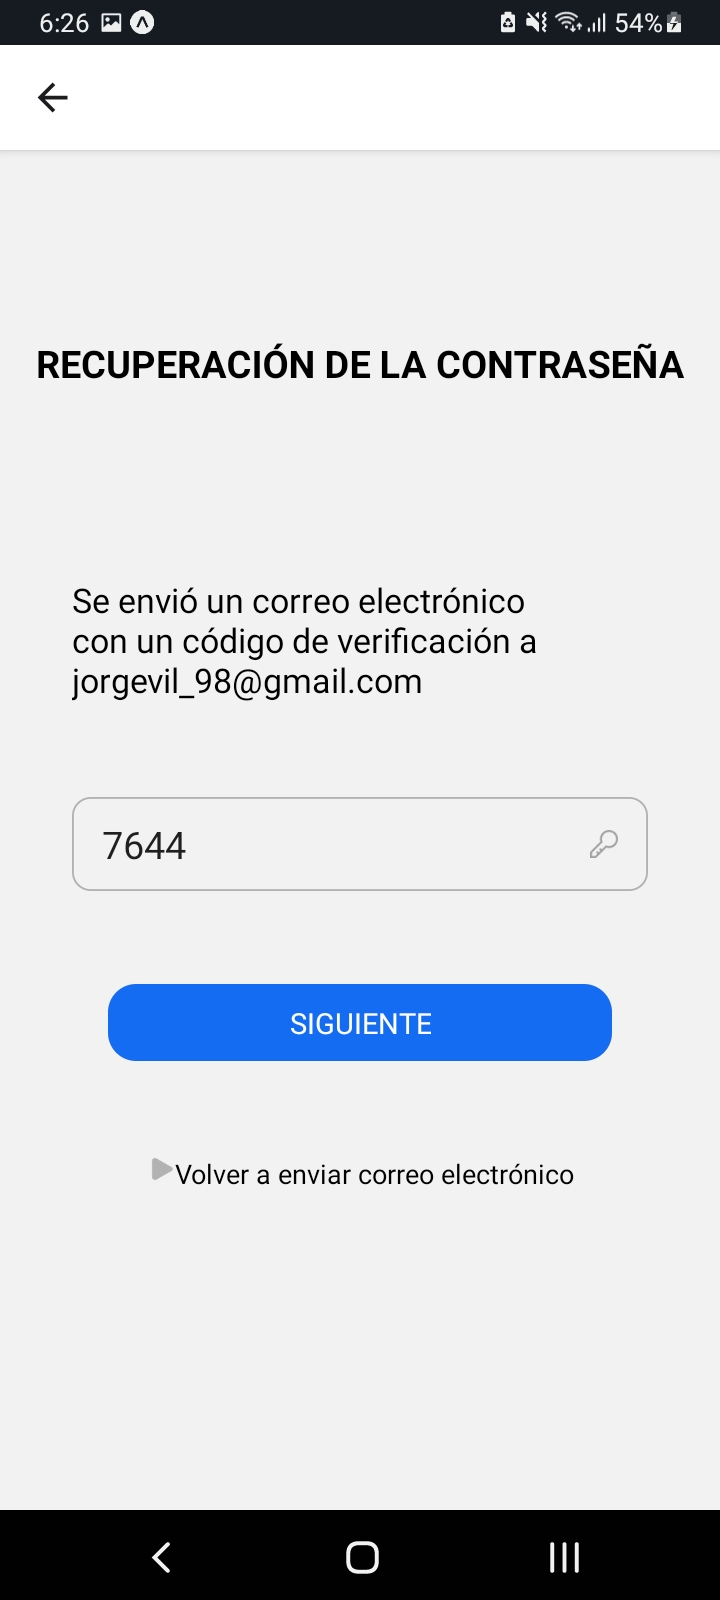 6:26 54%
RECUPERACIÓN DE LA CONTRASEÑA
Se envió un correo electrónico
con un código de verificación a
jorgevil_98@gmail.com
7644
SIGUIENTE
Volver a enviar correo electrónico